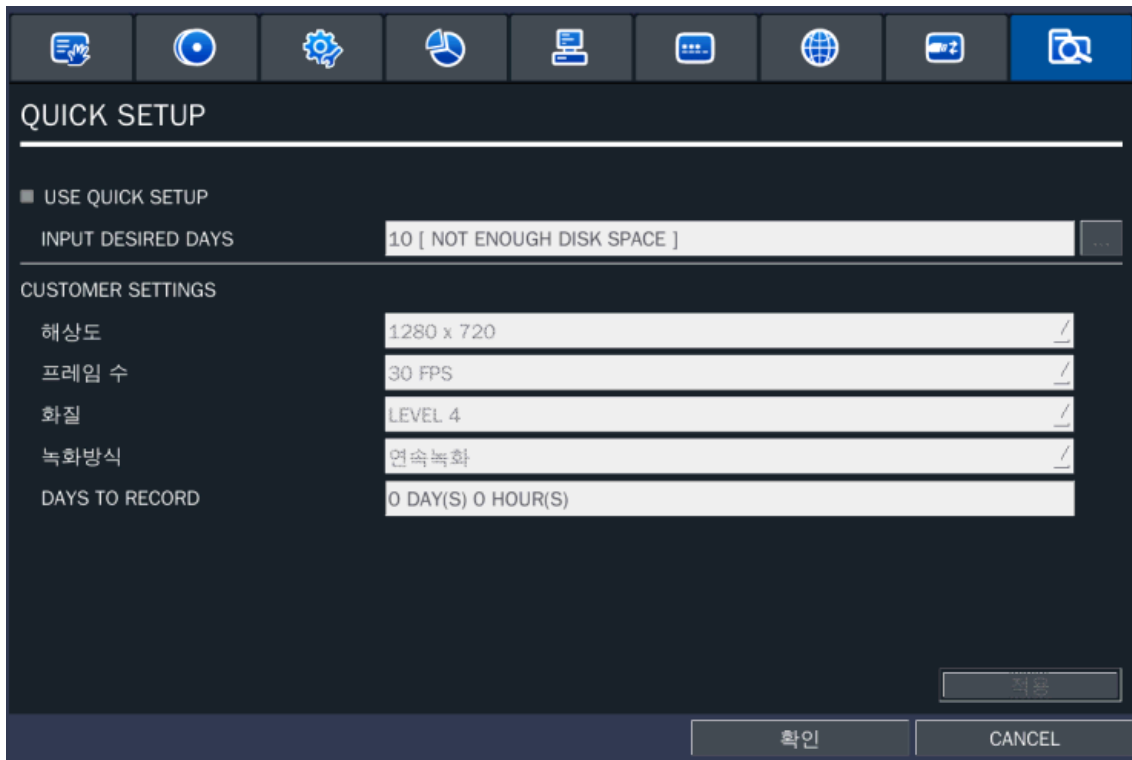 QUICK SETUP
USE QUICK SETUP
INPUT DESIRED DAYS 10 [ NOT ENOUGH DISK SPACE ] ...
CUSTOMER SETTINGS
해상도 1280 x 720
프레임 수 30 FPS
화질 LEVEL 4
녹화방식 연속녹화
DAYS TO RECORD 0 DAY(S) 0 HOUR(S)
적용
확인 CANCEL